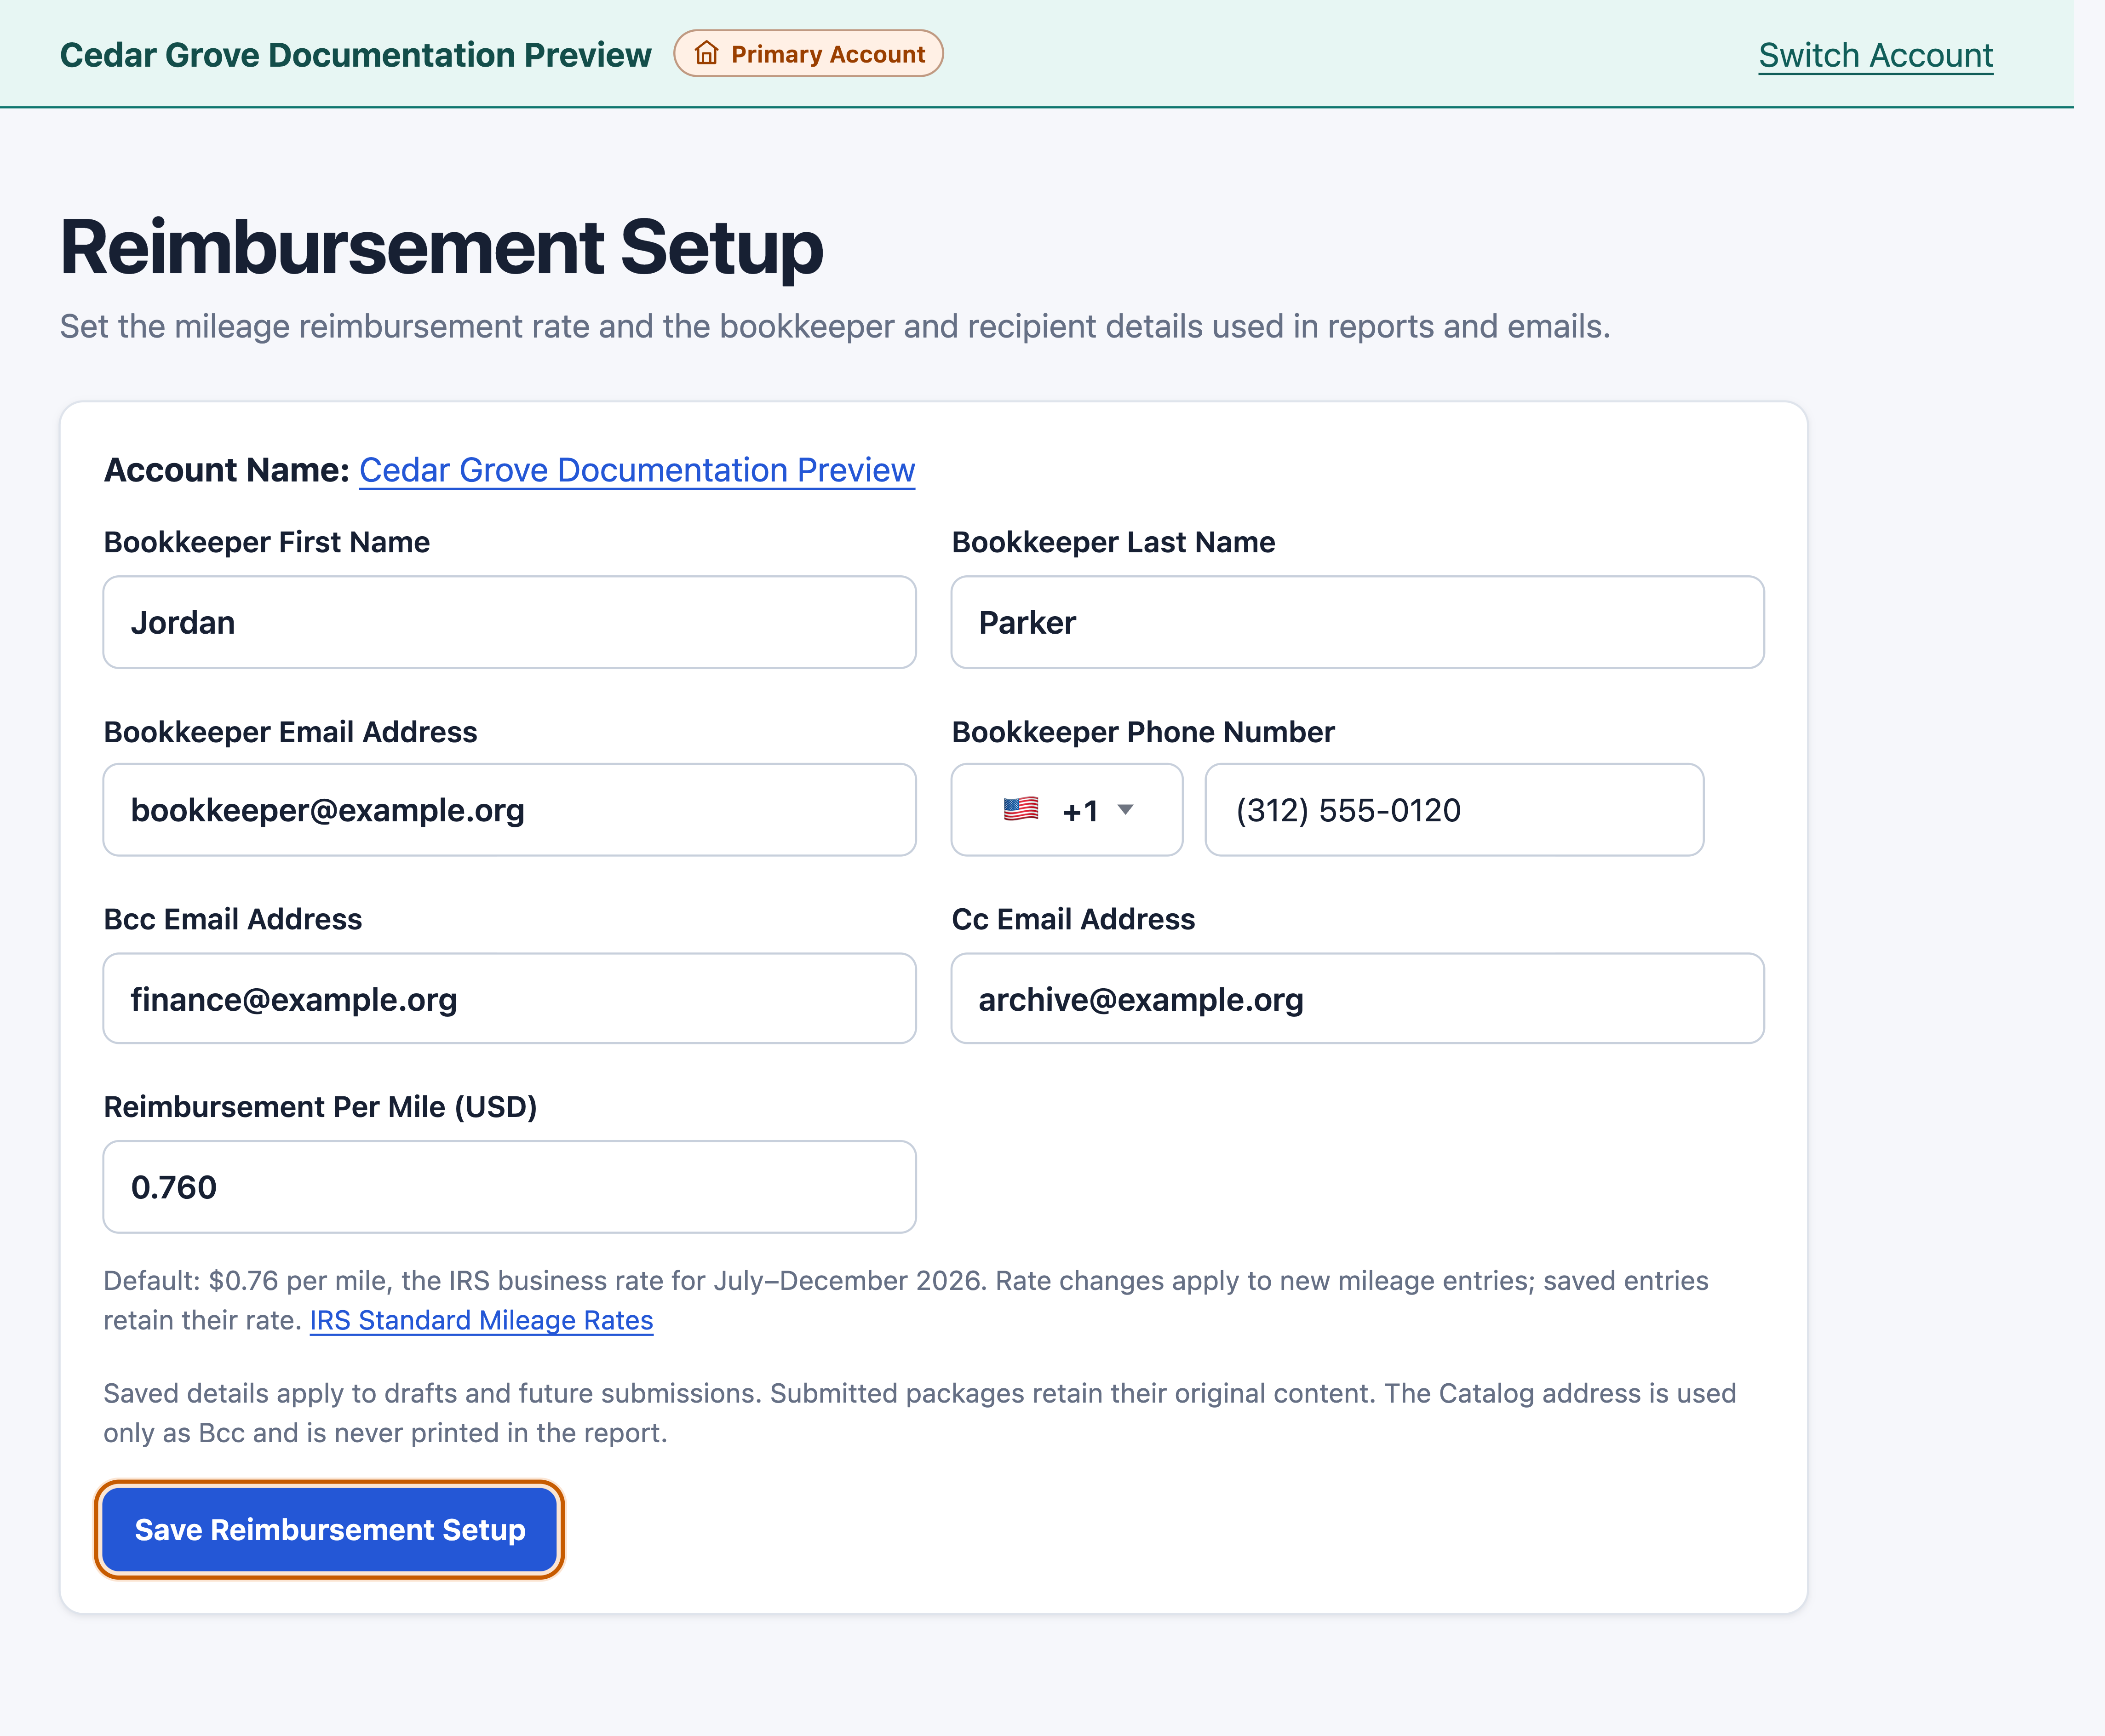 Cedar Grove Documentation Preview Primary Account Switch Account
Reimbursement Setup
Set the mileage reimbursement rate and the bookkeeper and recipient details used in reports and emails.
Account Name: Cedar Grove Documentation Preview
Bookkeeper First Name
Jordan
Bookkeeper Last Name
Parker
Bookkeeper Email Address
bookkeeper@example.org
Bookkeeper Phone Number
+1 (312) 555-0120
Bcc Email Address
finance@example.org
Cc Email Address
archive@example.org
Reimbursement Per Mile (USD)
0.760
Default: $0.76 per mile, the IRS business rate for July–December 2026. Rate changes apply to new mileage entries; saved entries
retain their rate. IRS Standard Mileage Rates
Saved details apply to drafts and future submissions. Submitted packages retain their original content. The Catalog address is used
only as Bcc and is never printed in the report.
Save Reimbursement Setup